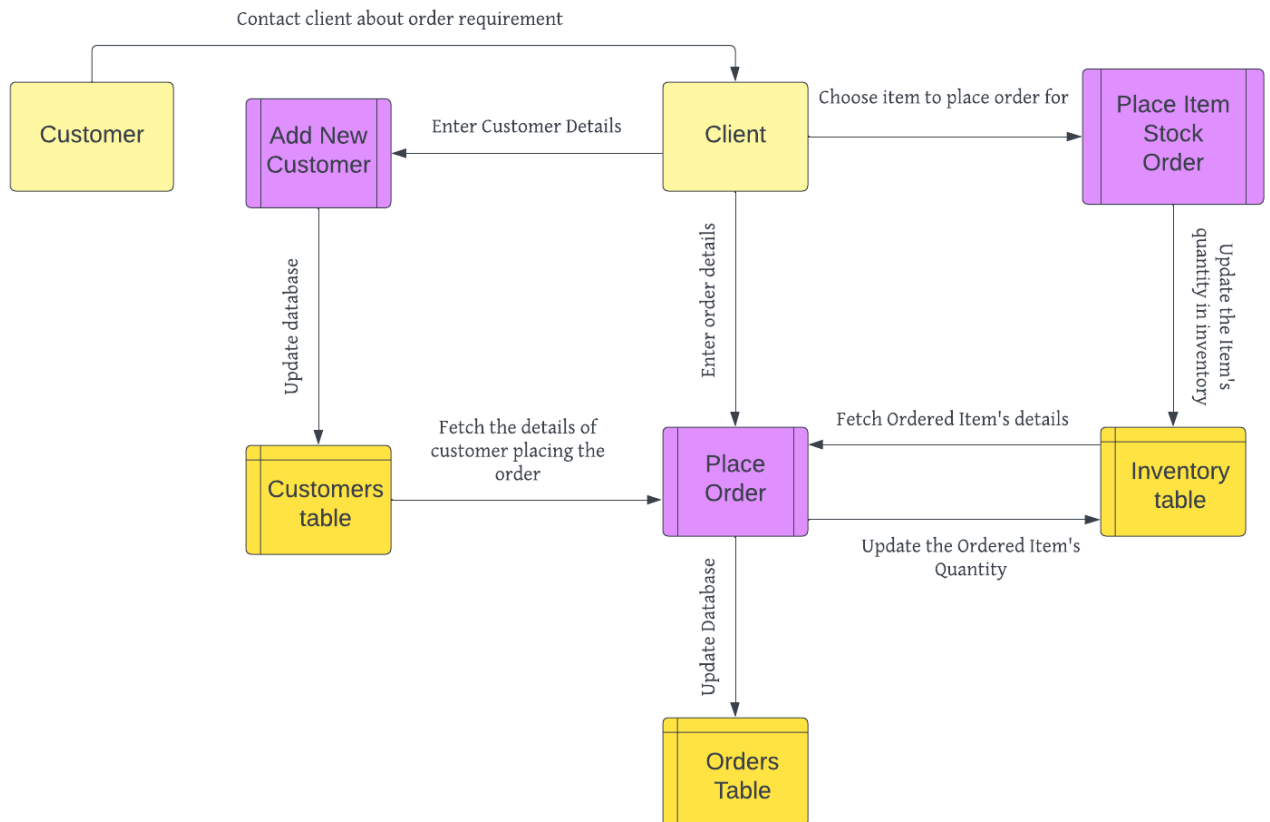 Contact client about order requirement
Customer
Add New
Customer
Enter Customer Details
Client
Choose item to place order for
Place Item
Stock
Order
Update database
Enter order details
Update the Item's
quantity in inventory
Customers
table
Fetch the details of
customer placing the
order
Place
Order
Fetch Ordered Item's details
Inventory
table
Update the Ordered Item's
Quantity
Update Database
Orders
Table